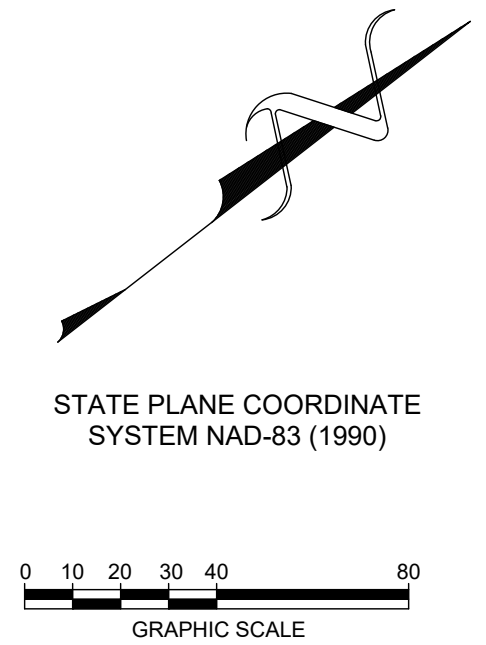 N
STATE PLANE COORDINATE
SYSTEM NAD-83 (1990)
0 10 20 30 40 80
GRAPHIC SCALE